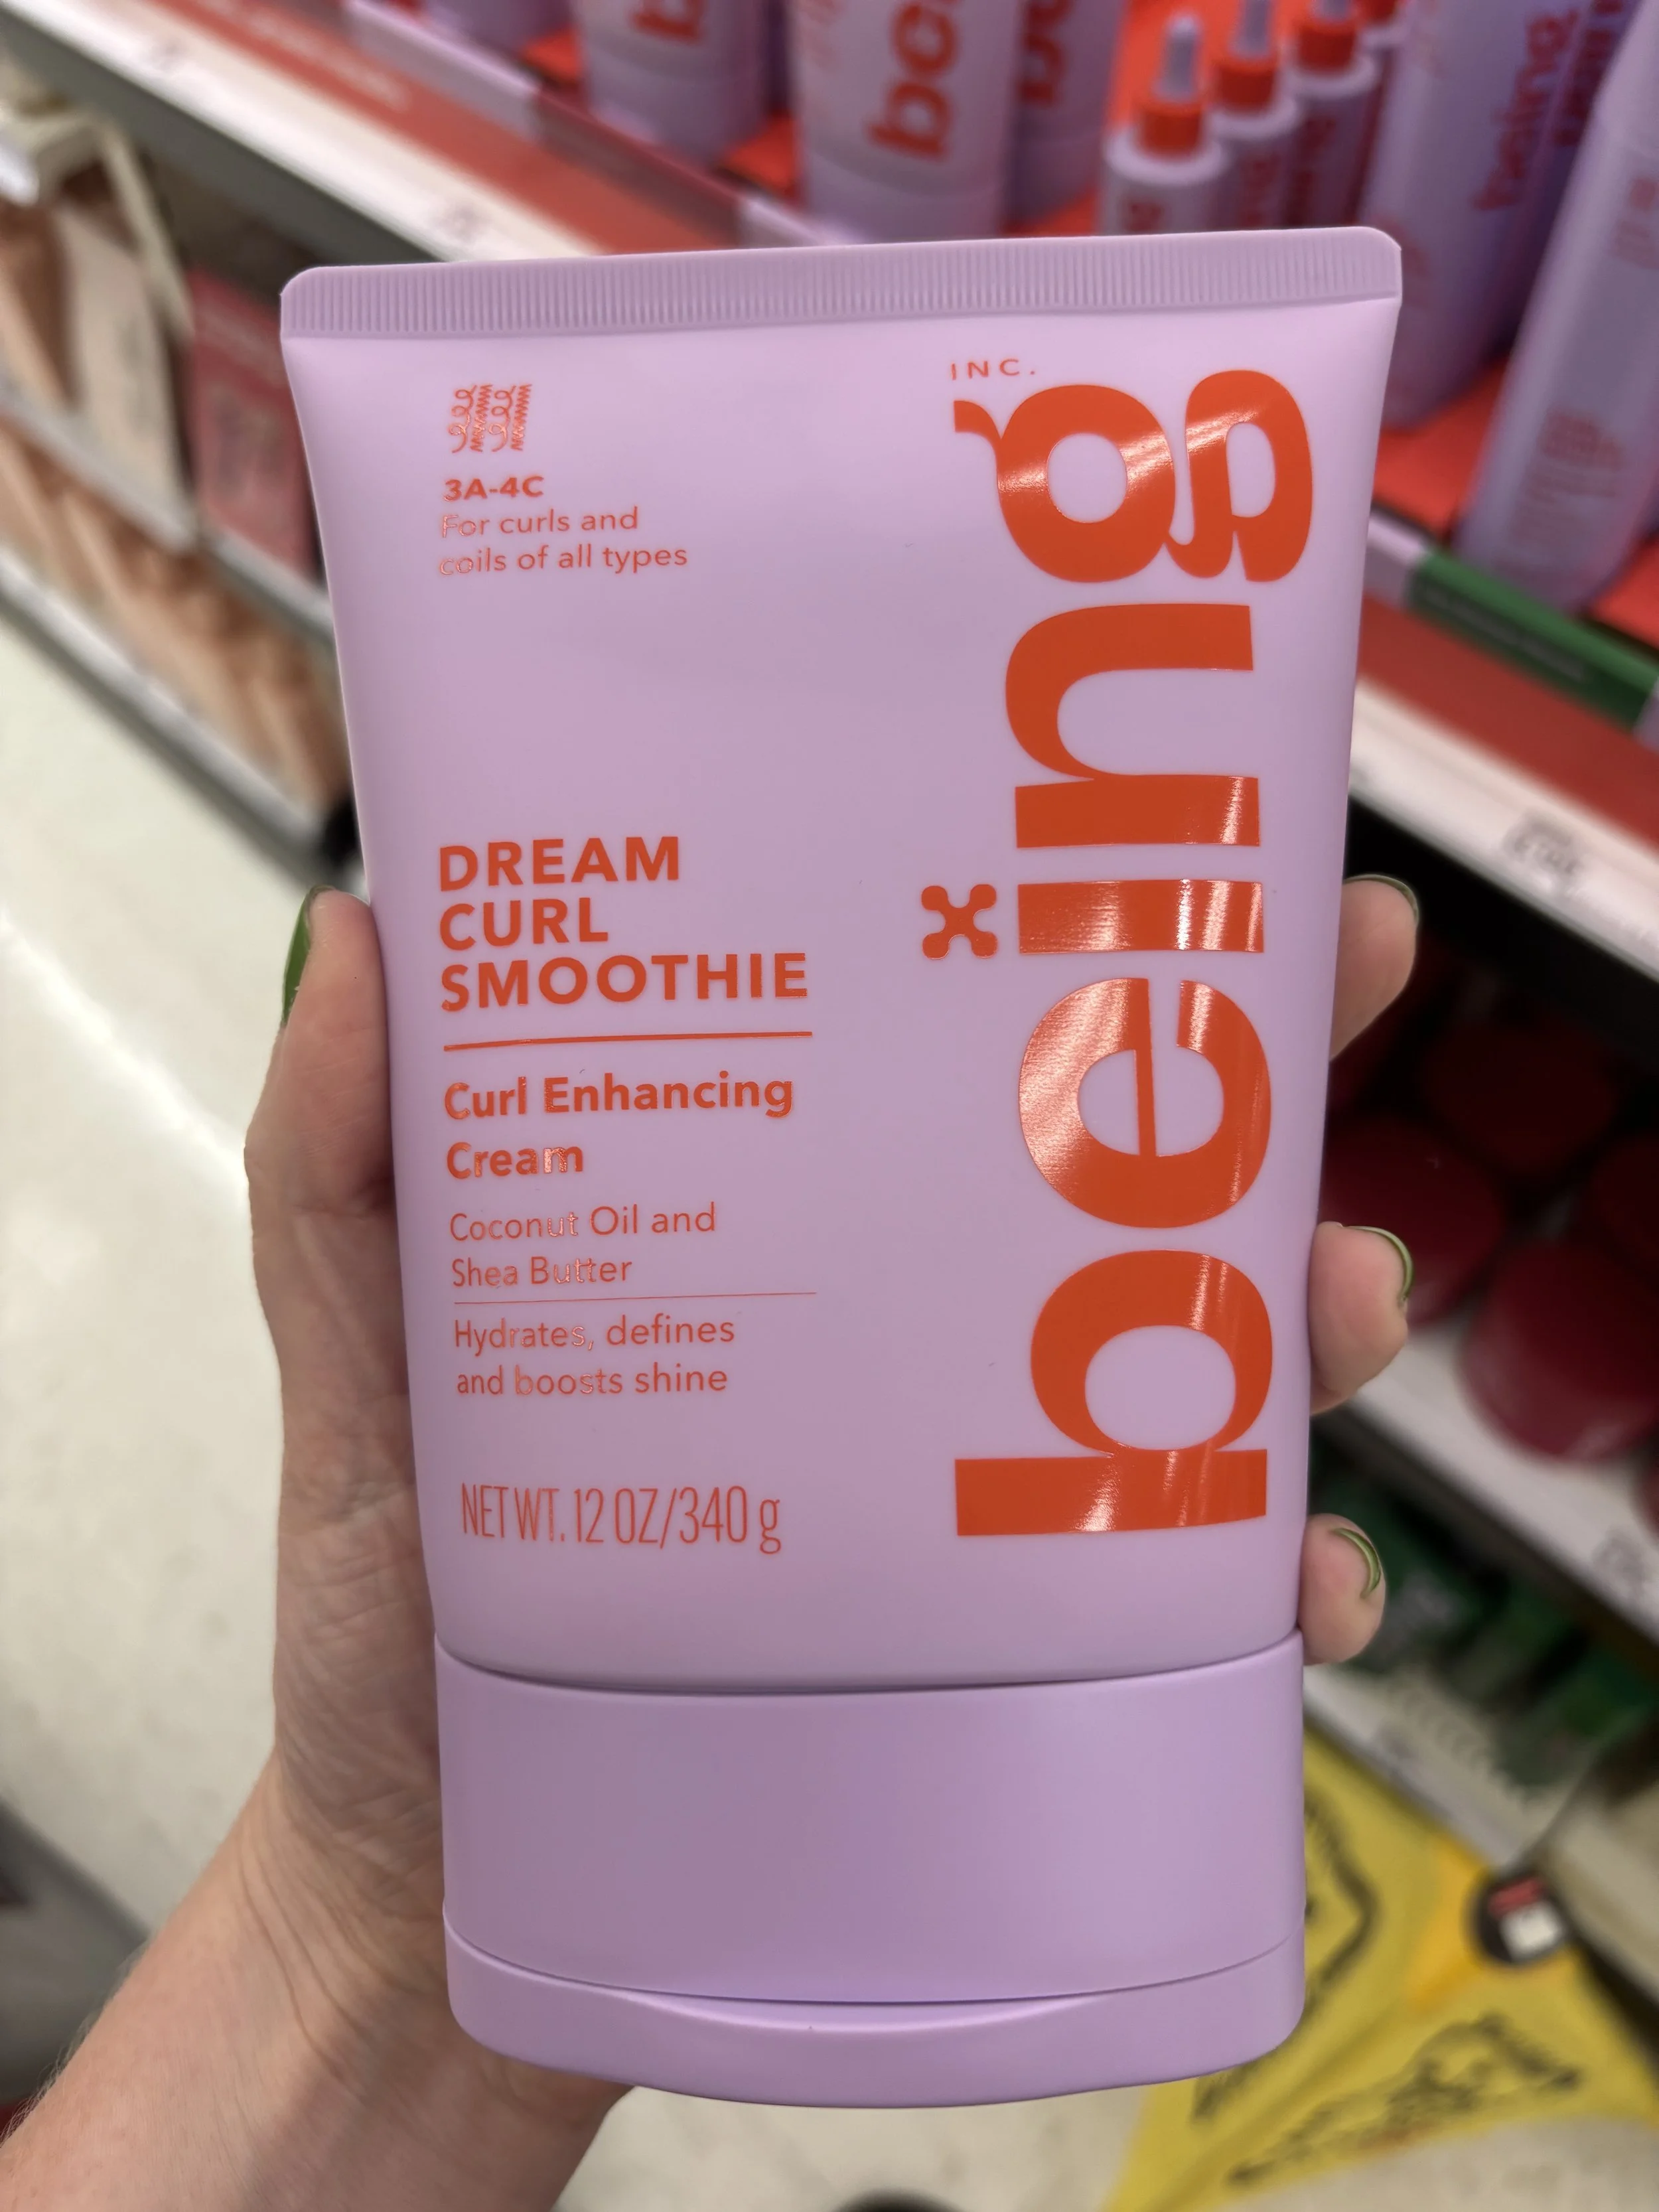 INC.
being
3A-4C
For curls and
coils of all types
DREAM
CURL
SMOOTHIE
Curl Enhancing
Cream
Coconut Oil and
Shea Butter
Hydrates, defines
and boosts shine
NET WT. 12 OZ/340 g
being